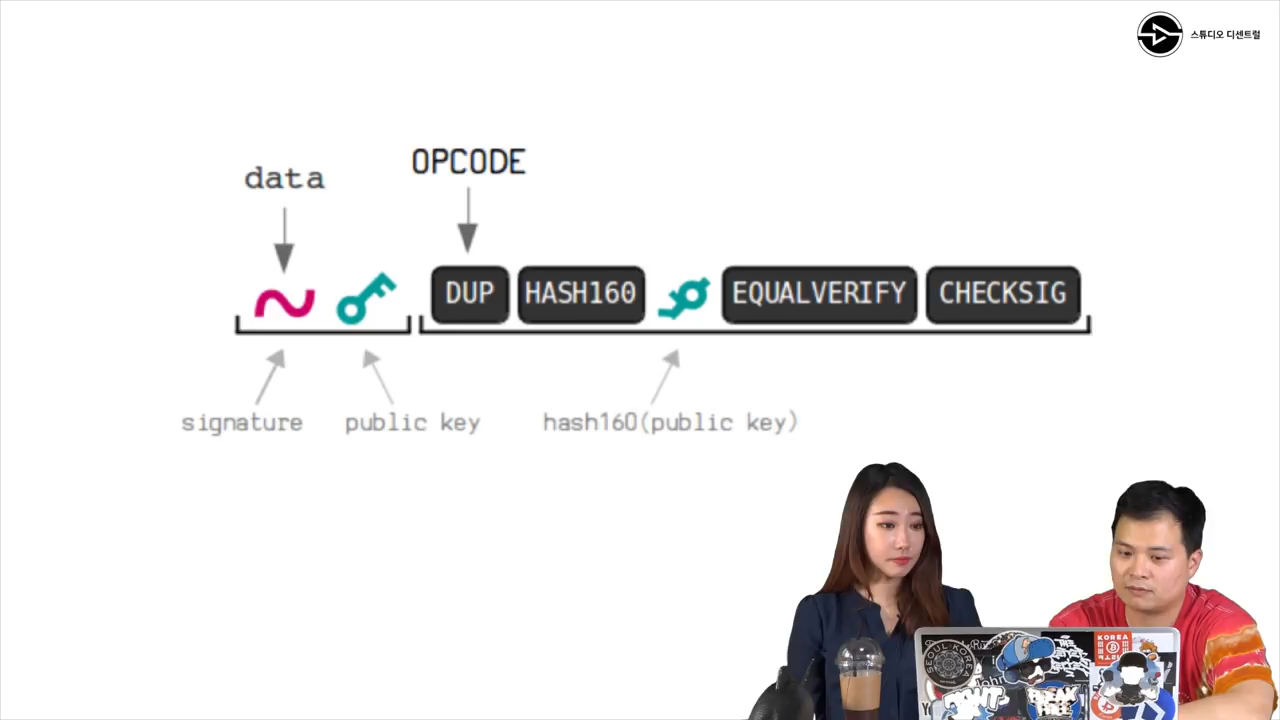 스튜디오 디센트럴
OPCODE
data
DUP HASH160 EQUALVERIFY CHECKSIG
signature public key hash160(public key)
KOREA
SEOUL KOREA